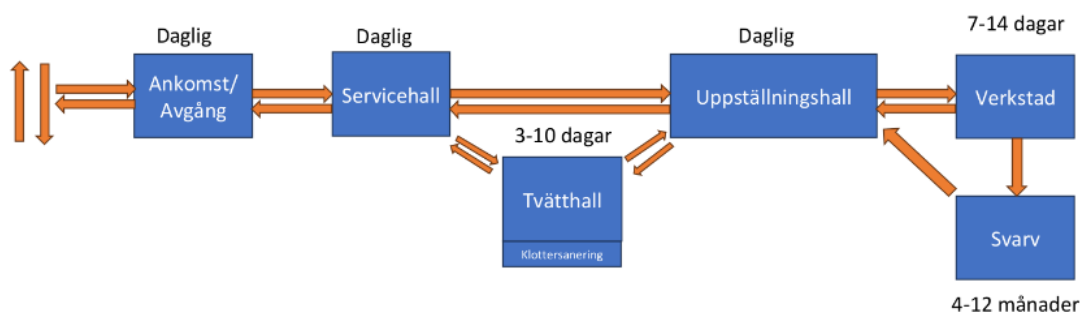 Daglig
Ankomst/
Avgång
Daglig
Servicehall
3-10 dagar
Tvätthall
Klottersanering
Daglig
Uppställningshall
7-14 dagar
Verkstad
Svarv
4-12 månader